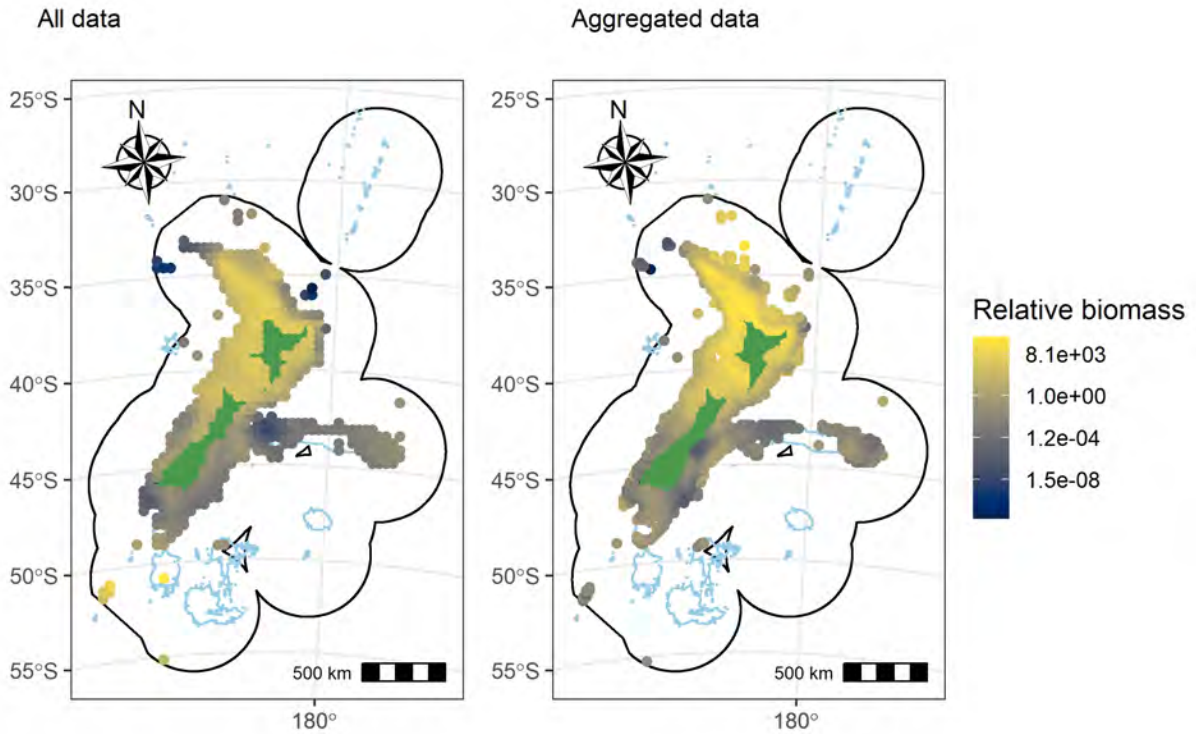 All data
Aggregated data
25°S
30°S
35°S
40°S
45°S
50°S
55°S
N
500 km
180°
25°S
30°S
35°S
40°S
45°S
50°S
55°S
N
500 km
180°
Relative biomass
8.1e+03
1.0e+00
1.2e-04
1.5e-08